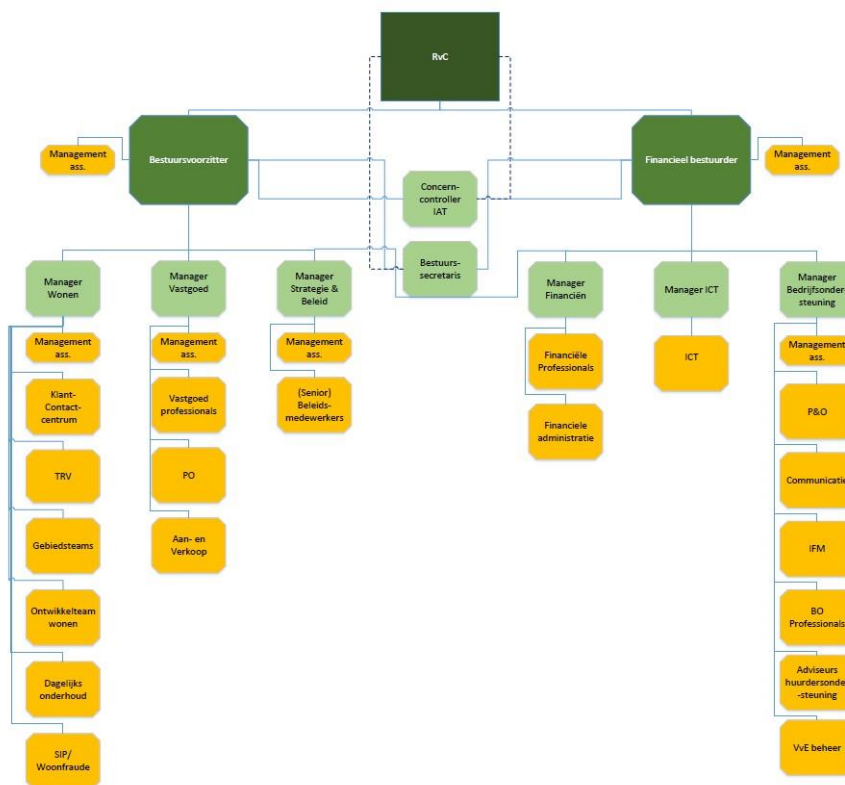 RvC
Management
ass.
Bestuursvoorzitter
Financieel bestuurder
Management
ass.
Concern-
controller
IAT
Bestuurs-
secretaris
Manager
Wonen
Manager
Vastgoed
Manager
Strategie &
Beleid
Manager
Financiën
Manager ICT
Manager
Bedrijfsonder-
steuning
Management
ass.
Management
ass.
Management
ass.
Financiële
Professionals
ICT
Management
ass.
Klant-
Contact-
centrum
Vastgoed
professionals
(Senior)
Beleids-
medewerkers
Financiele
administratie
P&O
TRV
PO
Communicatie
Gebiedsteams
Aan- en
Verkoop
IFM
Ontwikkelteam
wonen
BO
Professionals
Dagelijks
onderhoud
Adviseurs
huurdersonder
-steuning
SIP/
Woonfraude
VvE beheer